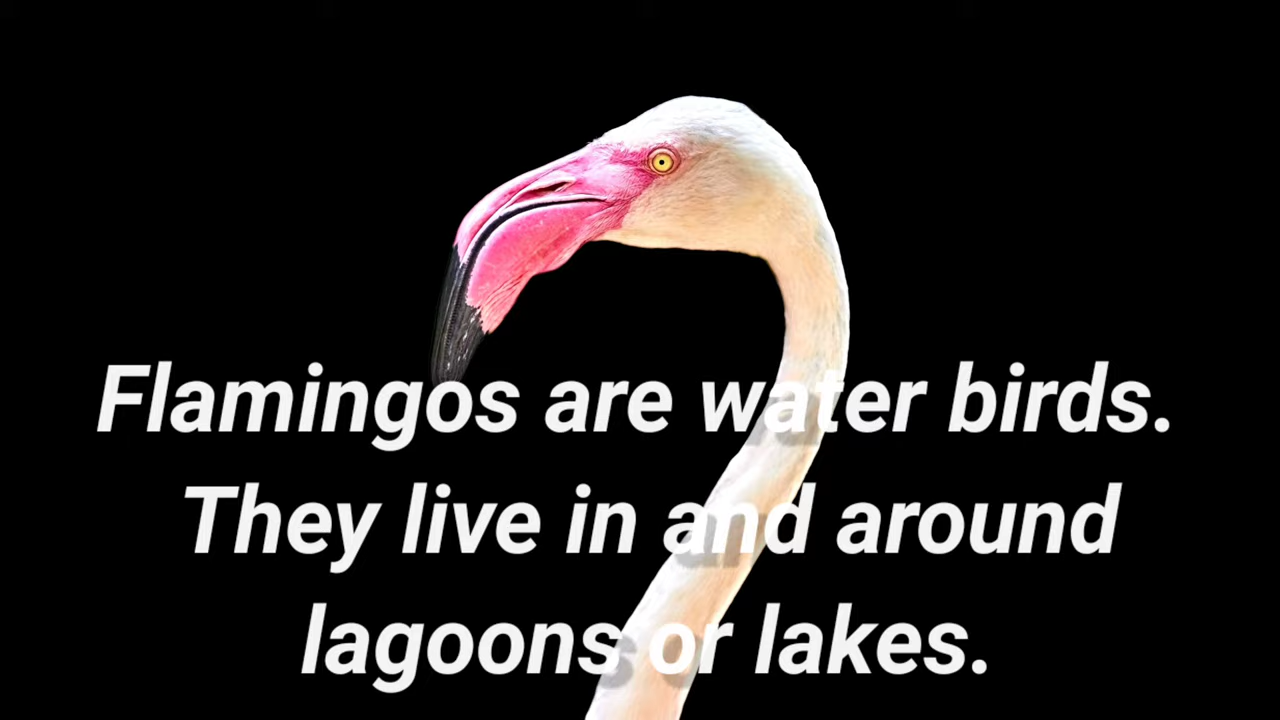 Flamingos are water birds.
They live in and around
lagoons or lakes.